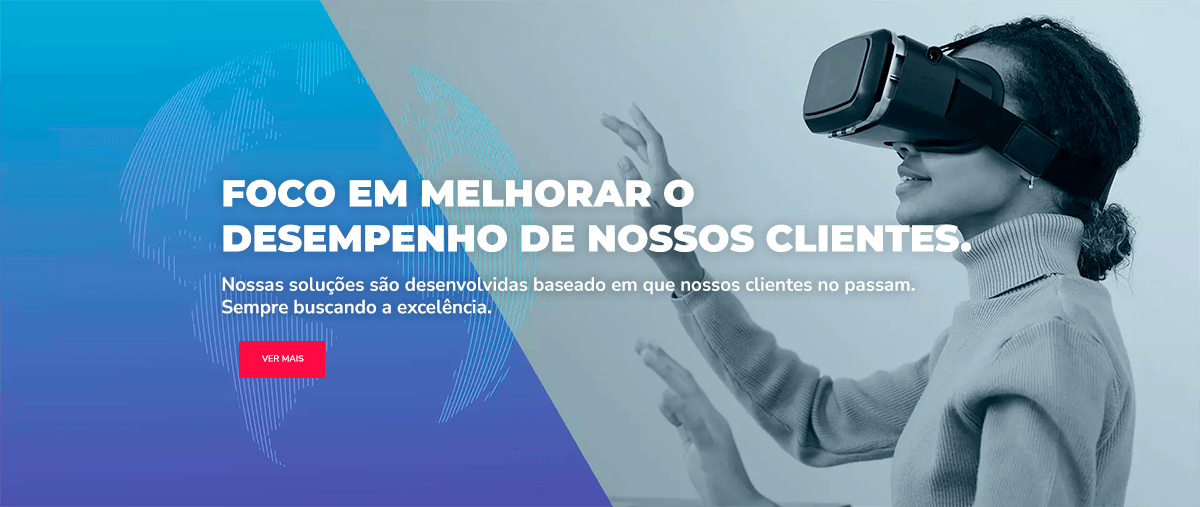 FOCO EM MELHORAR O
DESEMPENHO DE NOSSOS CLIENTES.
Nossas soluções são desenvolvidas baseado em que nossos clientes no passam.
Sempre buscando a excelência.
VER MAIS